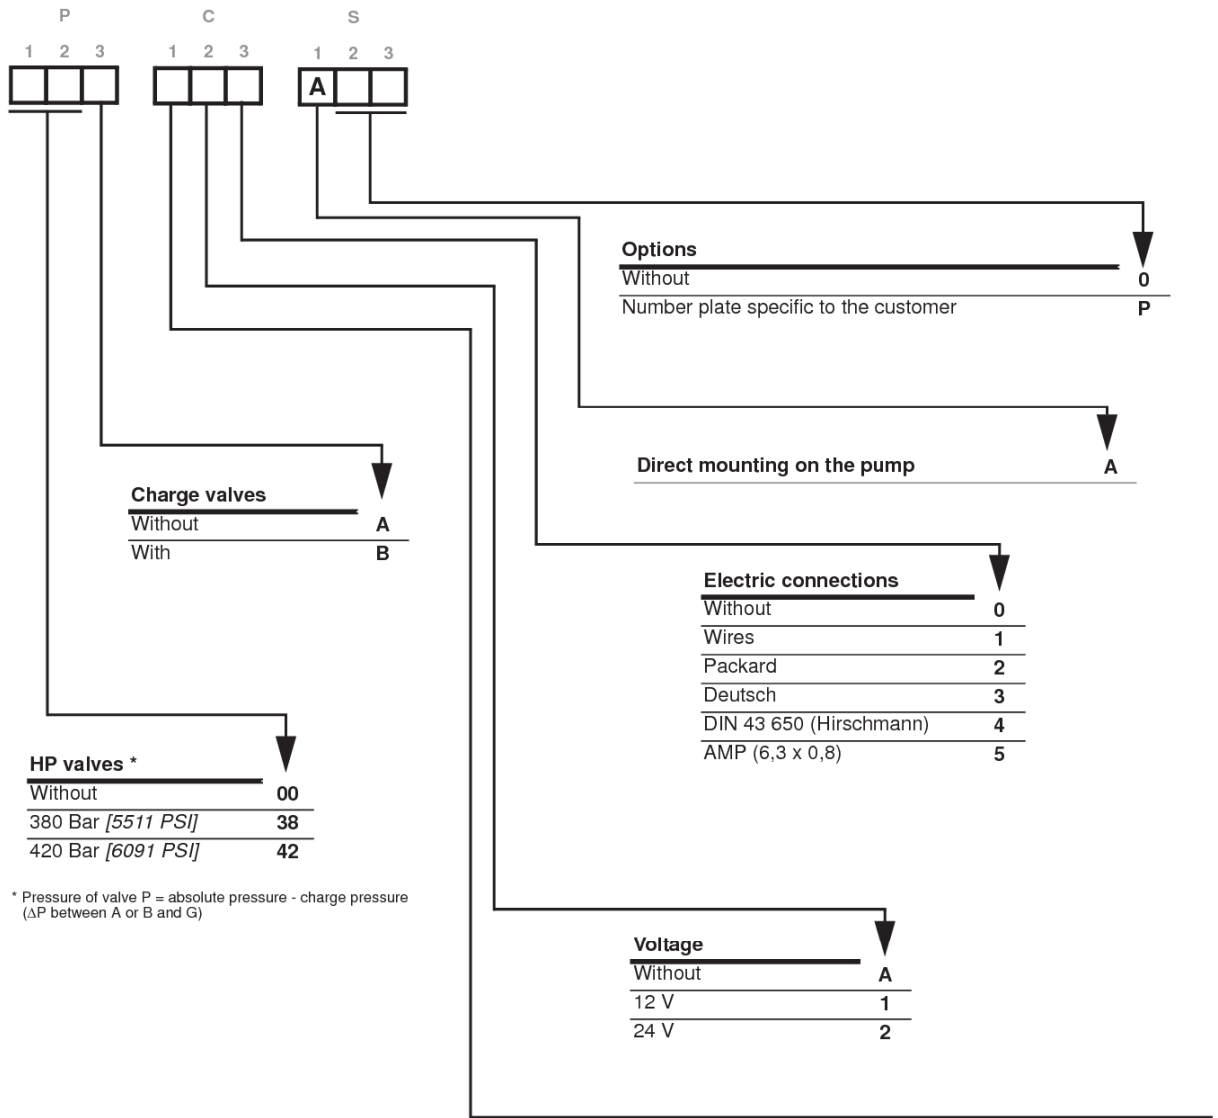 P C S
1 2 3 1 2 3 1 2 3
A
Options
Without 0
Number plate specific to the customer P
Direct mounting on the pump A
Charge valves
Without A
With B
Electric connections
Without 0
Wires 1
Packard 2
Deutsch 3
DIN 43 650 (Hirschmann) 4
AMP (6,3 x 0,8) 5
HP valves *
Without 00
380 Bar [5511 PSI] 38
420 Bar [6091 PSI] 42
* Pressure of valve P = absolute pressure - charge pressure
(ΔP between A or B and G)
Voltage
Without A
12 V 1
24 V 2